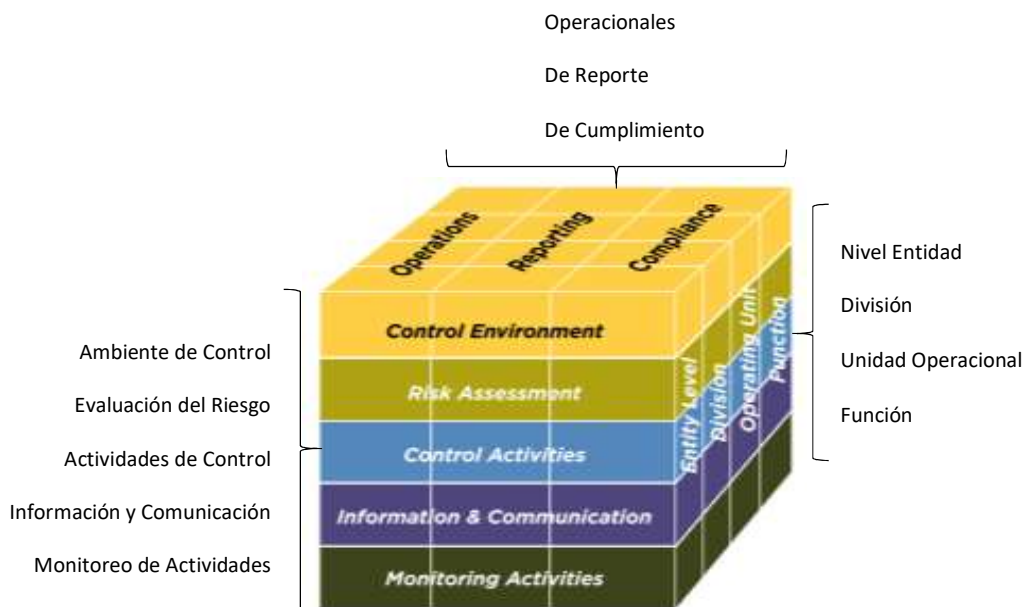 Operacionales
De Reporte
De Cumplimiento
Operations
Reporting
Compliance
Nivel Entidad
División
Unidad Operacional
Función
Ambiente de Control
Evaluación del Riesgo
Actividades de Control
Información y Comunicación
Monitoreo de Actividades
Control Environment
Risk Assessment
Control Activities
Information & Communication
Monitoring Activities
Entity Level
Division
Operating Unit
Function